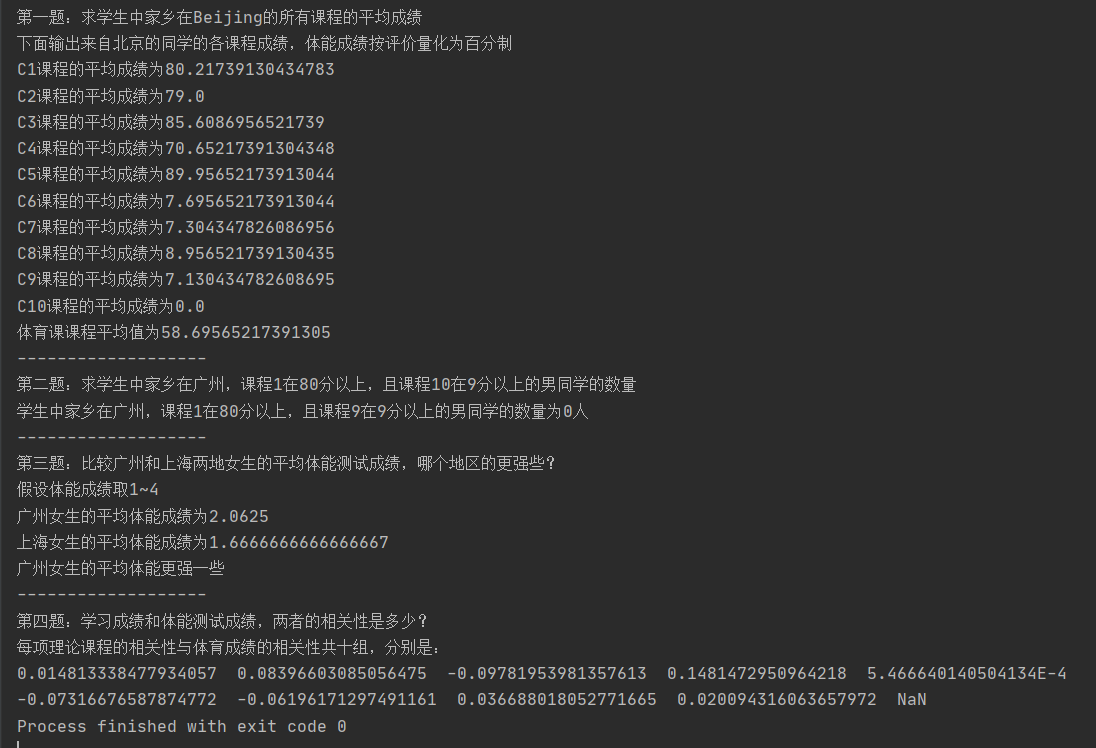 第一题：求学生中家乡在Beijing的所有课程的平均成绩
下面输出来自北京的同学的各课程成绩，体能成绩按评价量化为百分制
C1课程的平均成绩为80.21739130434783
C2课程的平均成绩为79.0
C3课程的平均成绩为85.6086956521739
C4课程的平均成绩为70.65217391304348
C5课程的平均成绩为89.95652173913044
C6课程的平均成绩为7.695652173913044
C7课程的平均成绩为7.304347826086956
C8课程的平均成绩为8.956521739130435
C9课程的平均成绩为7.130434782608695
C10课程的平均成绩为0.0
体育课课程平均值为58.69565217391305
-------------------
第二题：求学生中家乡在广州，课程1在80分以上，且课程10在9分以上的男同学的数量
学生中家乡在广州，课程1在80分以上，且课程9在9分以上的男同学的数量为0人
-------------------
第三题：比较广州和上海两地女生的平均体能测试成绩，哪个地区的更强些？
假设体能成绩取1~4
广州女生的平均体能成绩为2.0625
上海女生的平均体能成绩为1.6666666666666667
广州女生的平均体能更强一些
-------------------
第四题：学习成绩和体能测试成绩，两者的相关性是多少？
每项理论课程的相关性与体育成绩的相关性共十组，分别是：
0.014813338477934057  0.08396603085056475  -0.09781953981357613  0.1481472950964218  5.466640140504134E-4
-0.07316676587874772  -0.06196171297491161  0.036688018052771665  0.020094316063657972  NaN
Process finished with exit code 0